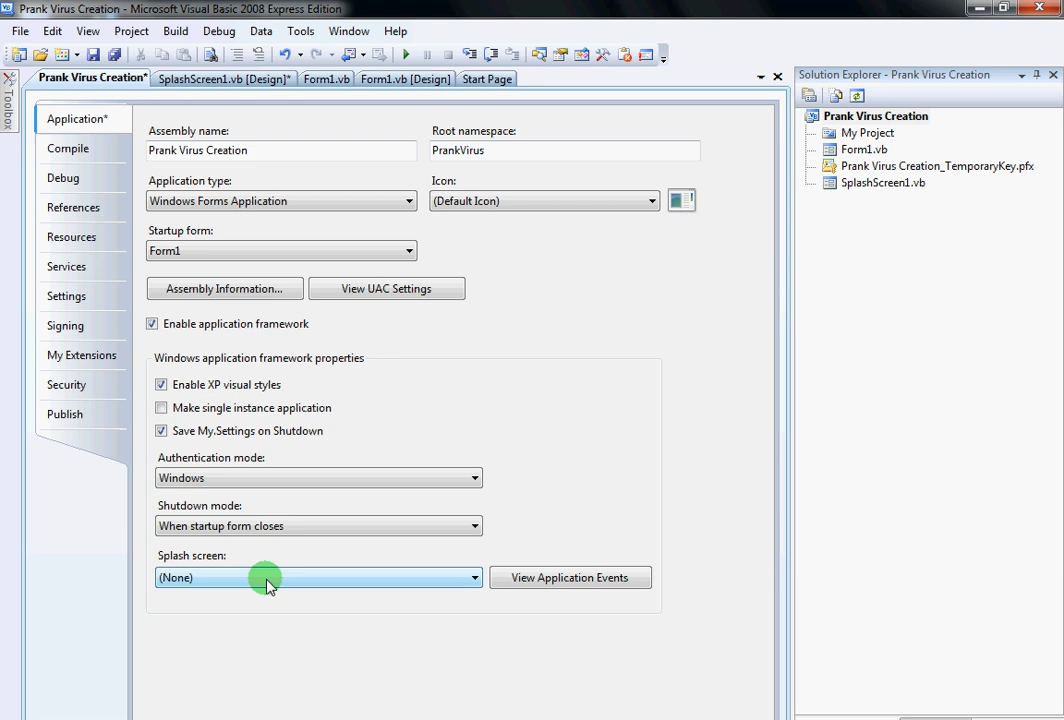 Prank Virus Creation - Microsoft Visual Basic 2008 Express Edition
File Edit View Project Build Debug Data Tools Window Help
Toolbox
Prank Virus Creation* SplashScreen1.vb [Design]* Form1.vb Form1.vb [Design] Start Page
Application*
Compile
Debug
References
Resources
Services
Settings
Signing
My Extensions
Security
Publish
Assembly name: Root namespace:
Prank Virus Creation PrankVirus
Application type: Icon:
Windows Forms Application (Default Icon)
Startup form:
Form1
Assembly Information... View UAC Settings
Enable application framework
Windows application framework properties
Enable XP visual styles
Make single instance application
Save My.Settings on Shutdown
Authentication mode:
Windows
Shutdown mode:
When startup form closes
Splash screen:
(None) View Application Events
Solution Explorer - Prank Virus Creation
Prank Virus Creation
My Project
Form1.vb
Prank Virus Creation_TemporaryKey.pfx
SplashScreen1.vb